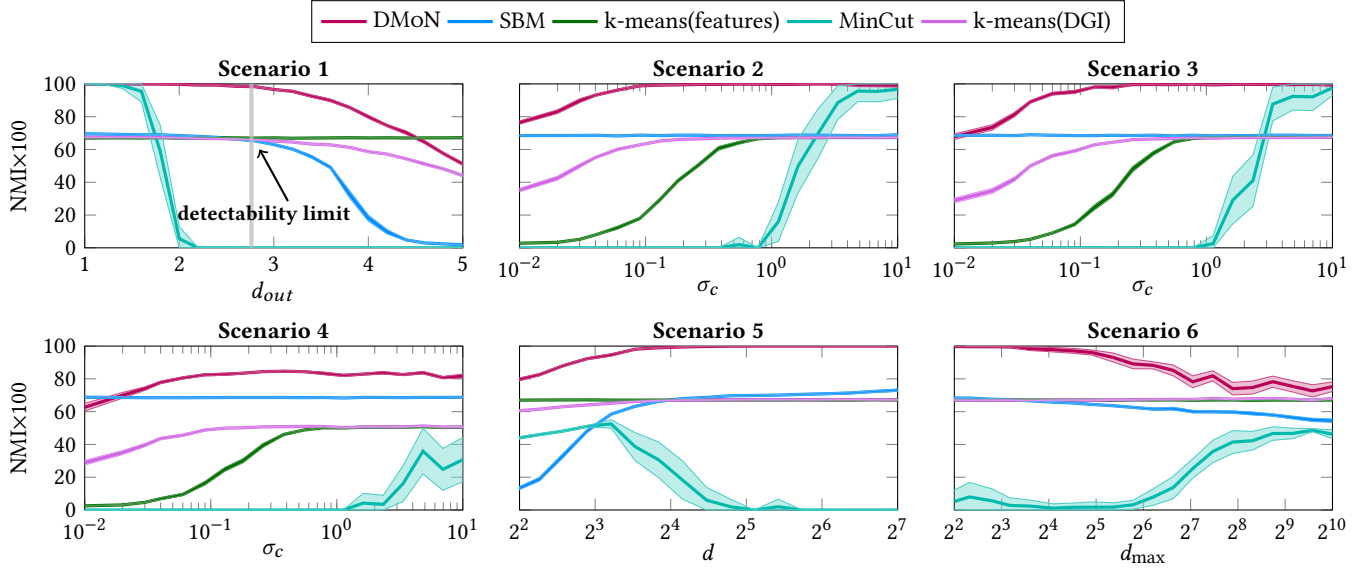 DMoN SBM k-means(features) MinCut k-means(DGI)
Scenario 1 Scenario 2 Scenario 3
NMI×100
100
80
60
40
20
0
detectability limit
1 2 3 4 5
d_out
10^−2 10^−1 10^0 10^1
σ_c
10^−2 10^−1 10^0 10^1
σ_c
Scenario 4 Scenario 5 Scenario 6
NMI×100
100
80
60
40
20
0
10^−2 10^−1 10^0 10^1
σ_c
2^2 2^3 2^4 2^5 2^6 2^7
d
2^2 2^3 2^4 2^5 2^6 2^7 2^8 2^9 2^10
d_max